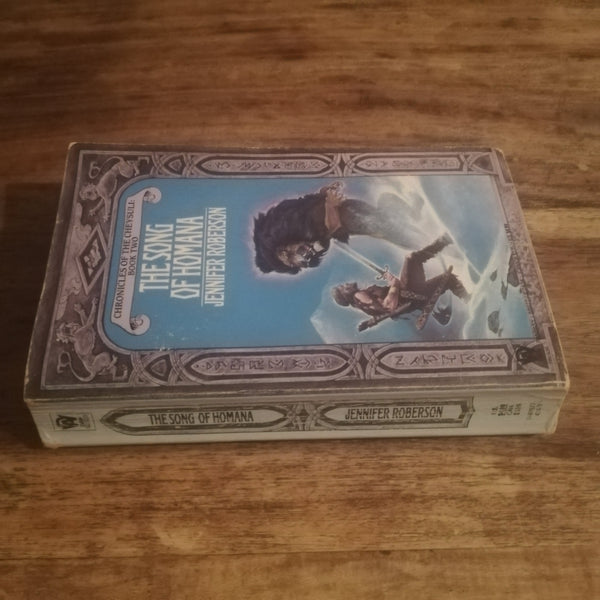 CHRONICLES OF THE CHEYSULI:
BOOK TWO
THE SONG
OF HOMANA
JENNIFER ROBERSON
THE SONG OF HOMANA
JENNIFER ROBERSON